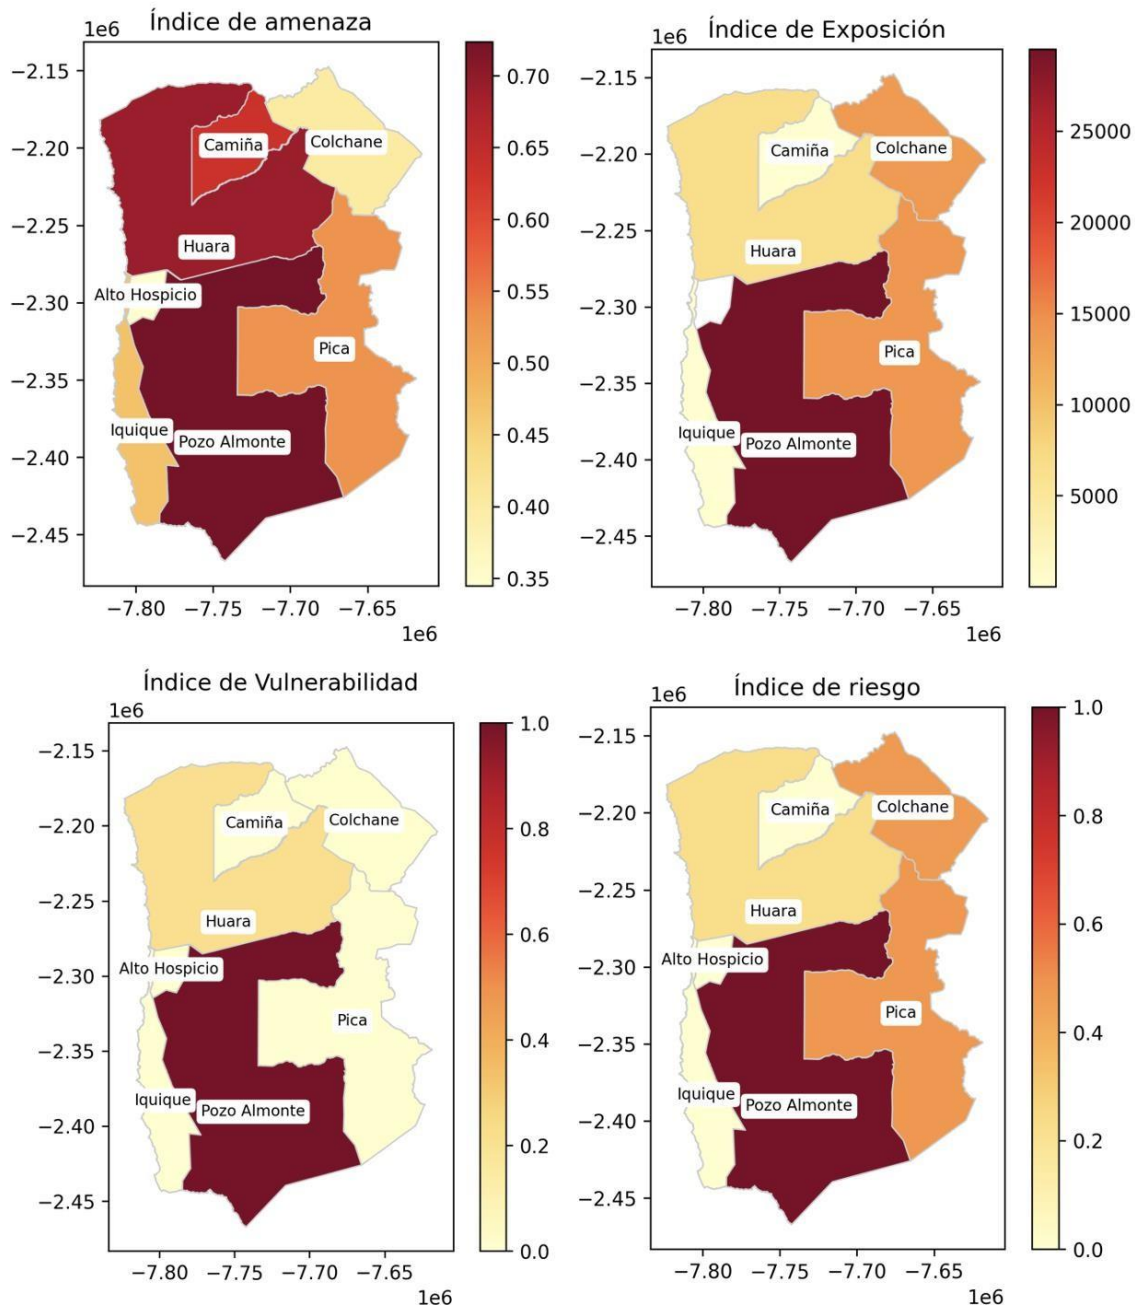 Índice de amenaza
1e6
−2.15
−2.20
−2.25
−2.30
−2.35
−2.40
−2.45
Camiña
Colchane
Huara
Alto Hospicio
Pica
Iquique
Pozo Almonte
−7.80 −7.75 −7.70 −7.65
1e6
0.70
0.65
0.60
0.55
0.50
0.45
0.40
0.35
Índice de Exposición
1e6
−2.15
−2.20
−2.25
−2.30
−2.35
−2.40
−2.45
Camiña
Colchane
Huara
Pica
Iquique
Pozo Almonte
−7.80 −7.75 −7.70 −7.65
1e6
25000
20000
15000
10000
5000
Índice de Vulnerabilidad
1e6
−2.15
−2.20
−2.25
−2.30
−2.35
−2.40
−2.45
Camiña
Colchane
Huara
Alto Hospicio
Pica
Iquique
Pozo Almonte
−7.80 −7.75 −7.70 −7.65
1e6
1.0
0.8
0.6
0.4
0.2
0.0
Índice de riesgo
1e6
−2.15
−2.20
−2.25
−2.30
−2.35
−2.40
−2.45
Camiña
Colchane
Huara
Alto Hospicio
Pica
Iquique
Pozo Almonte
−7.80 −7.75 −7.70 −7.65
1e6
1.0
0.8
0.6
0.4
0.2
0.0